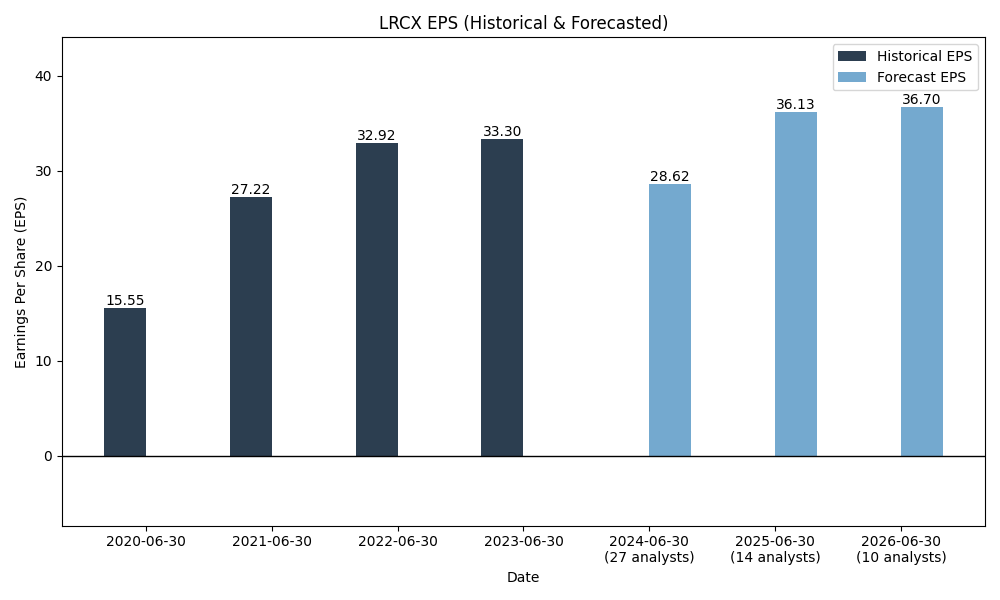 LRCX EPS (Historical & Forecasted)
Historical EPS
Forecast EPS
Earnings Per Share (EPS)
40
30
20
10
0
15.55
27.22
32.92
33.30
28.62
36.13
36.70
2020-06-30
2021-06-30
2022-06-30
2023-06-30
2024-06-30
(27 analysts)
2025-06-30
(14 analysts)
2026-06-30
(10 analysts)
Date